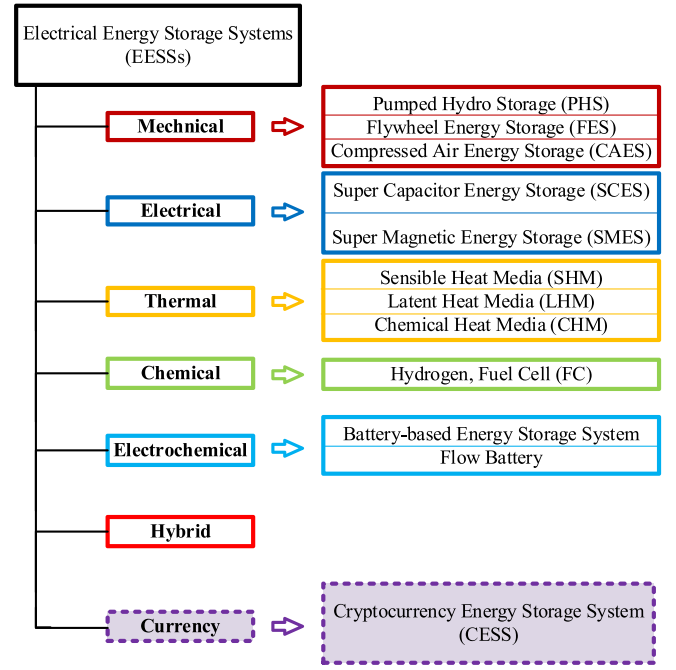 Electrical Energy Storage Systems
(EESSs)
Mechnical
Pumped Hydro Storage (PHS)
Flywheel Energy Storage (FES)
Compressed Air Energy Storage (CAES)
Electrical
Super Capacitor Energy Storage (SCES)
Super Magnetic Energy Storage (SMES)
Thermal
Sensible Heat Media (SHM)
Latent Heat Media (LHM)
Chemical Heat Media (CHM)
Chemical
Hydrogen, Fuel Cell (FC)
Electrochemical
Battery-based Energy Storage System
Flow Battery
Hybrid
Currency
Cryptocurrency Energy Storage System
(CESS)